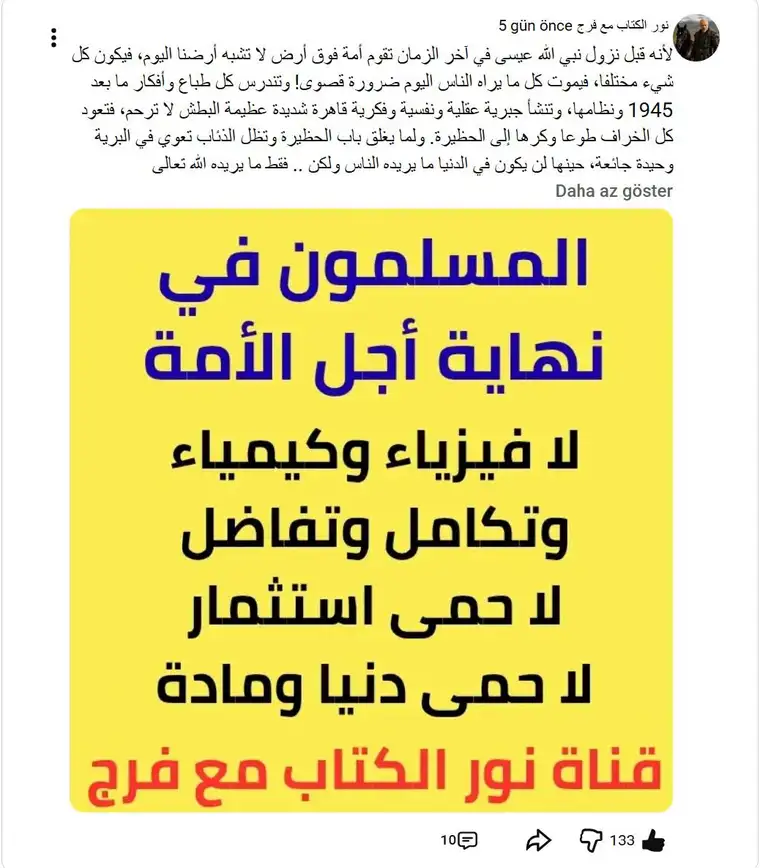 نور الكتاب مع فرج 5 gün önce
لأنه قبل نزول نبي الله عيسى في آخر الزمان تقوم أمة فوق أرض لا تشبه أرضنا اليوم، فيكون كل
شيء مختلفا، فيموت كل ما يراه الناس اليوم ضرورة قصوى! وتندرس كل طباع وأفكار ما بعد
1945 ونظامها، وتنشأ جبرية عقلية ونفسية وفكرية قاهرة شديدة عظيمة البطش لا ترحم، فتعود
كل الخراف طوعا وكرها إلى الحظيرة. ولما يغلق باب الحظيرة وتظل الذئاب تعوي في البرية
وحيدة جائعة، حينها لن يكون في الدنيا ما يريده الناس ولكن .. فقط ما يريده الله تعالى
Daha az göster
المسلمون في
نهاية أجل الأمة
لا فيزياء وكيمياء
وتكامل وتفاضل
لا حمى استثمار
لا حمى دنيا ومادة
قناة نور الكتاب مع فرج
133
10